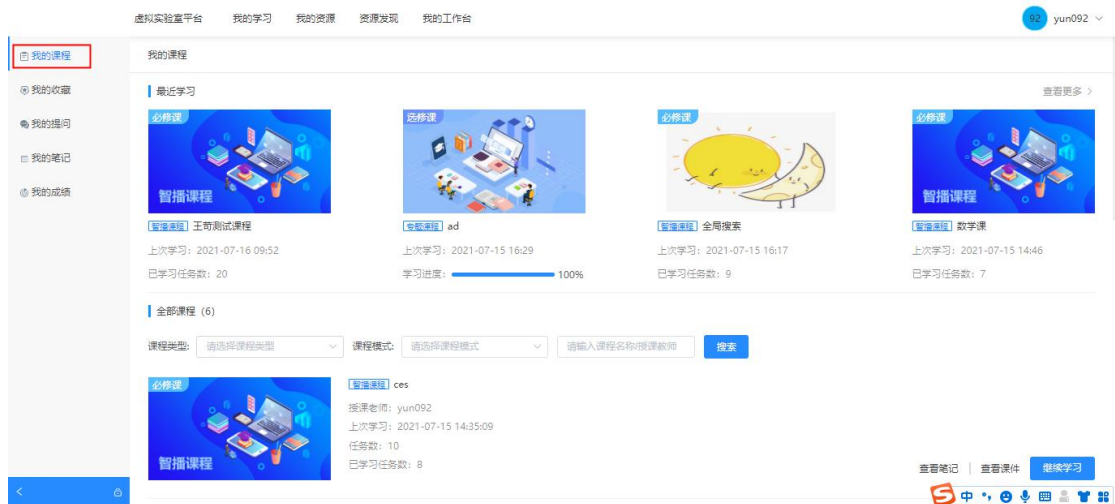 虚拟实验室平台 我的学习 我的资源 资源发现 我的工作台 92 yun092
我的课程
我的收藏
我的提问
我的笔记
我的成绩
我的课程
最近学习 查看更多
必修课 选修课 必修课 必修课
智播课程 智播课程
智播课程 王苛测试课程 专题课程 ad 智播课程 全局搜索 智播课程 数学课
上次学习：2021-07-16 09:52 上次学习：2021-07-15 16:29 上次学习：2021-07-15 16:17 上次学习：2021-07-15 14:46
已学习任务数：20 学习进度： 100% 已学习任务数：9 已学习任务数：7
全部课程（6）
课程类型: 请选择课程类型 课程模式: 请选择课程模式 请输入课程名称/授课教师 搜索
必修课
智播课程
智播课程 ces
授课老师：yun092
上次学习：2021-07-15 14:35:09
任务数：10
已学习任务数：8
查看笔记 查看课件 继续学习
中